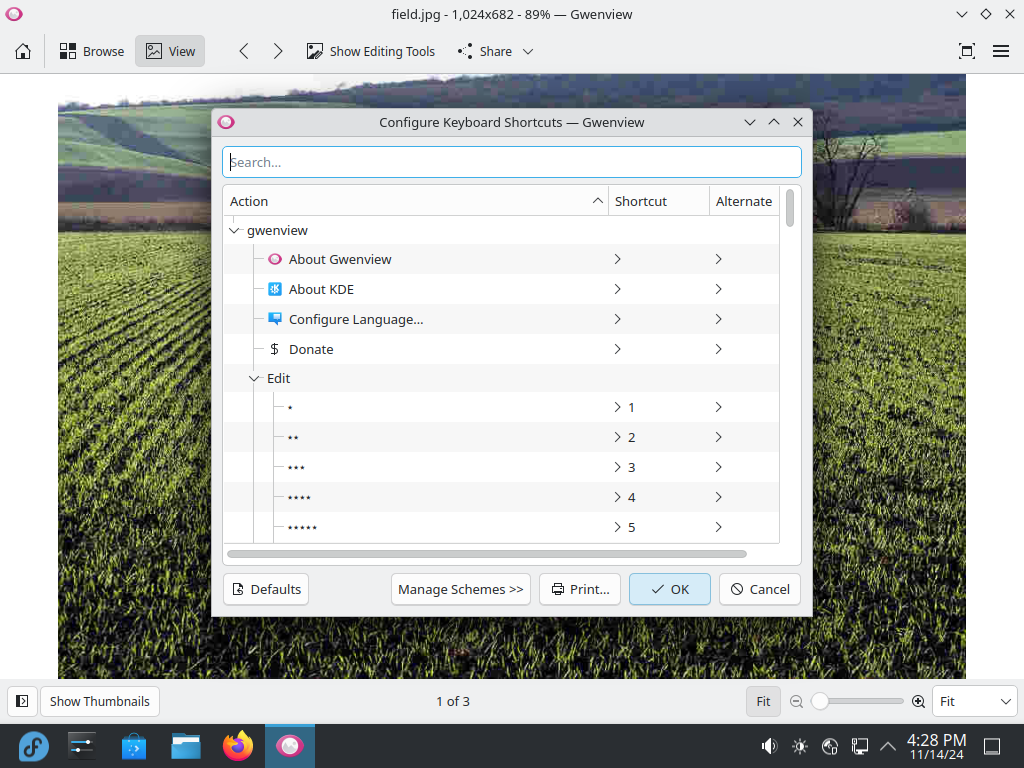 field.jpg - 1,024x682 - 89% — Gwenview
Browse View Show Editing Tools Share
Configure Keyboard Shortcuts — Gwenview
Search...
Action Shortcut Alternate
gwenview
About Gwenview
About KDE
Configure Language...
$ Donate
Edit
⋆ 1
⋆⋆ 2
⋆⋆⋆ 3
⋆⋆⋆⋆ 4
⋆⋆⋆⋆⋆ 5
Defaults Manage Schemes >> Print... OK Cancel
Show Thumbnails 1 of 3 Fit Fit
4:28 PM
11/14/24